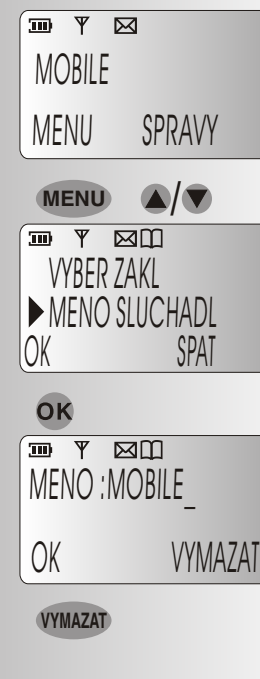 MOBILE
MENU SPRAVY
MENU ▲/▼
VYBER ZAKL
▶MENO SLUCHADL
OK SPAT
OK
MENO :MOBILE_
OK VYMAZAT
VYMAZAT